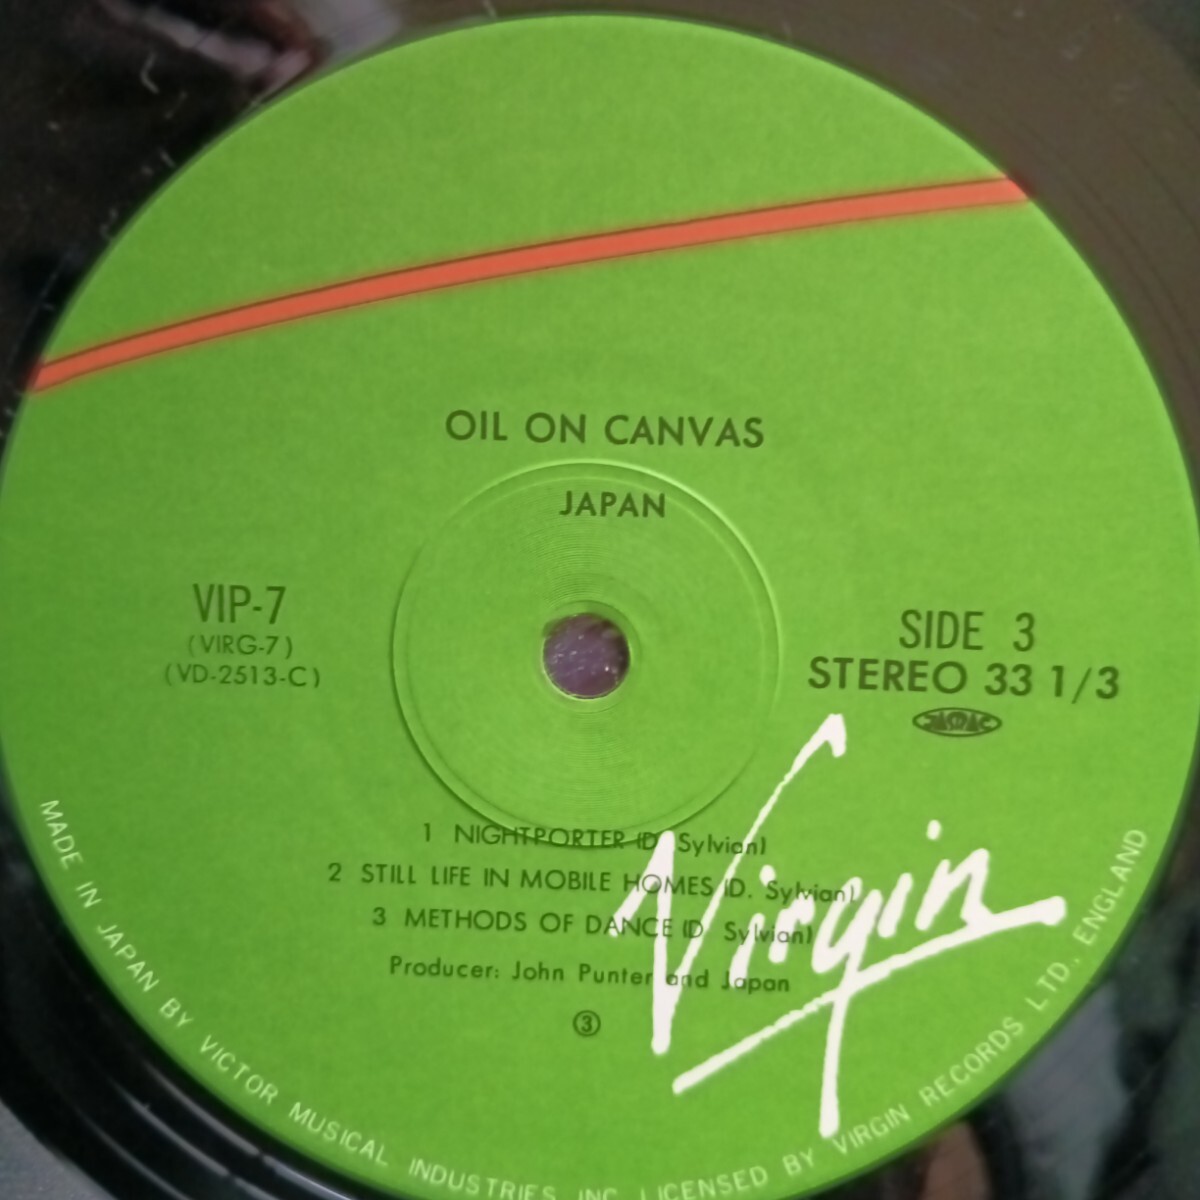 OIL ON CANVAS
JAPAN
VIP-7
(VIRG-7)
(VD-2513-C)
SIDE 3
STEREO 33 1/3
JASRAC
1 NIGHTPORTER (D. Sylvian)
2 STILL LIFE IN MOBILE HOMES (D. Sylvian)
3 METHODS OF DANCE (D. Sylvian)
Producer: John Punter and Japan
③
Virgin
MADE IN JAPAN BY VICTOR MUSICAL INDUSTRIES INC. LICENSED BY VIRGIN RECORDS LTD., ENGLAND